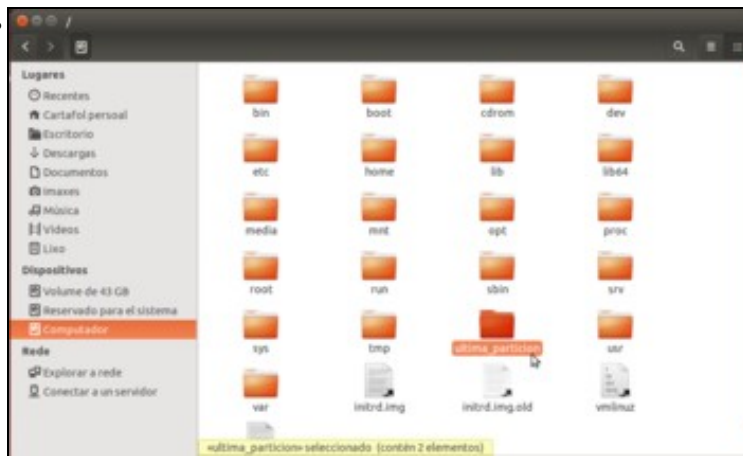 /
Lugares
Recentes
Cartafol persoal
Escritorio
Descargas
Documentos
Imaxes
Música
Vídeos
Lixo
Dispositivos
Volume de 43 GB
Reservado para el sistema
Computador
Rede
Explorar a rede
Conectar a un servidor
bin boot cdrom dev
etc home lib lib64
media mnt opt proc
root run sbin srv
sys tmp ultima_particion usr
var initrd.img initrd.img.old vmlinuz
«ultima_particion» seleccionado (contén 2 elementos)